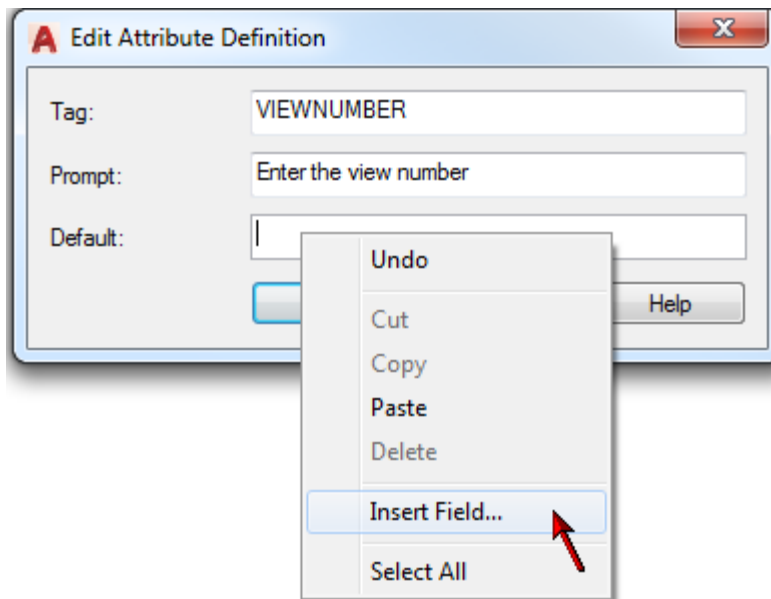 Edit Attribute Definition
Tag: VIEWNUMBER
Prompt: Enter the view number
Default:
Undo
Help
Cut
Copy
Paste
Delete
Insert Field...
Select All